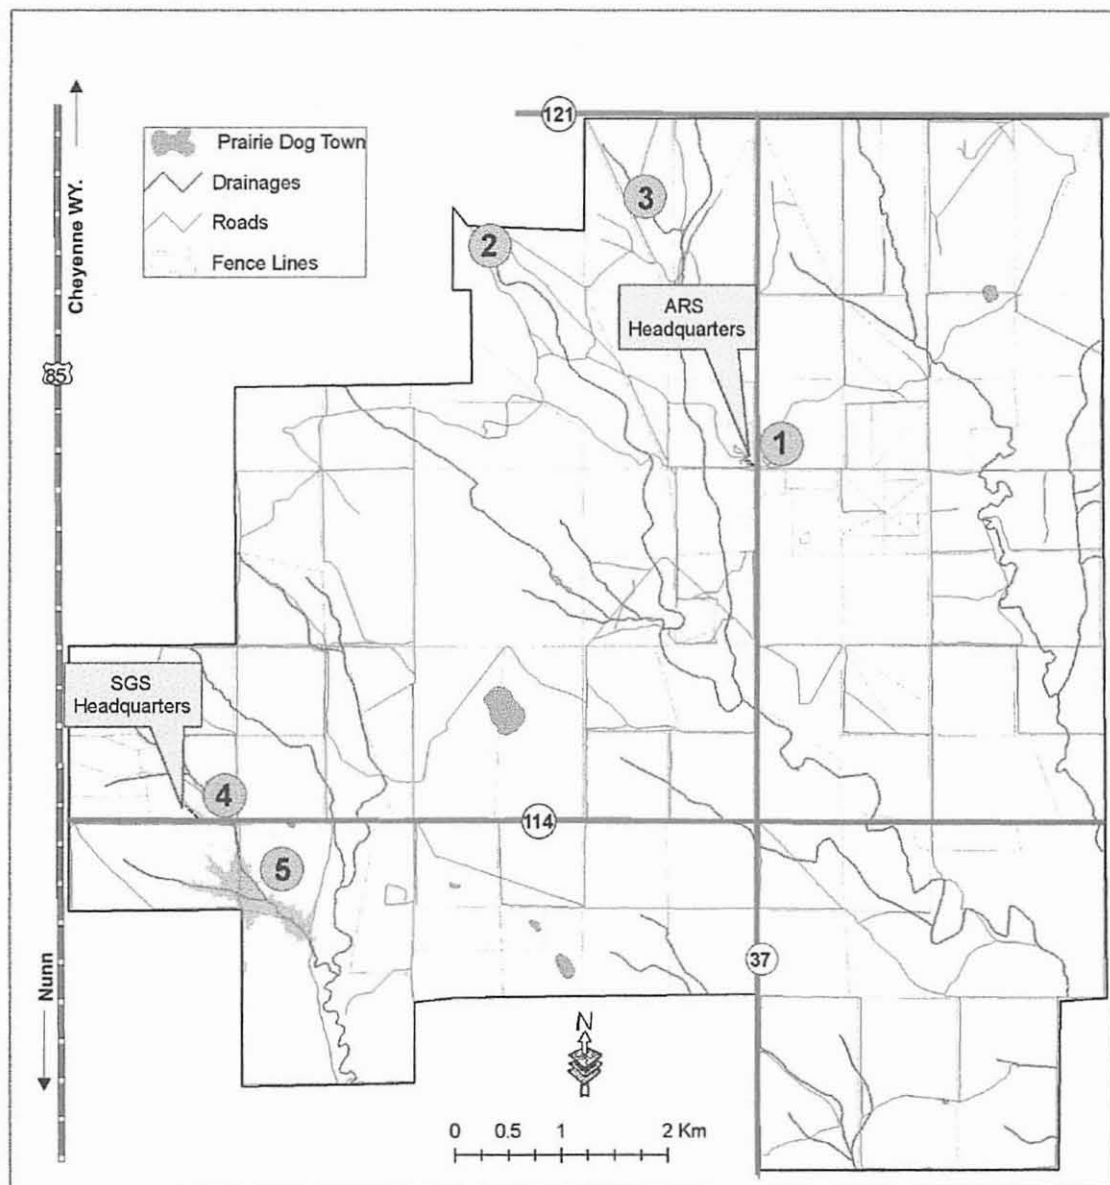 121
Cheyenne WY.
Prairie Dog Town
Drainages
Roads
Fence Lines
3
2
ARS
Headquarters
85
1
SGS
Headquarters
4
114
5
37
Nunn
N
0 0.5 1 2 Km